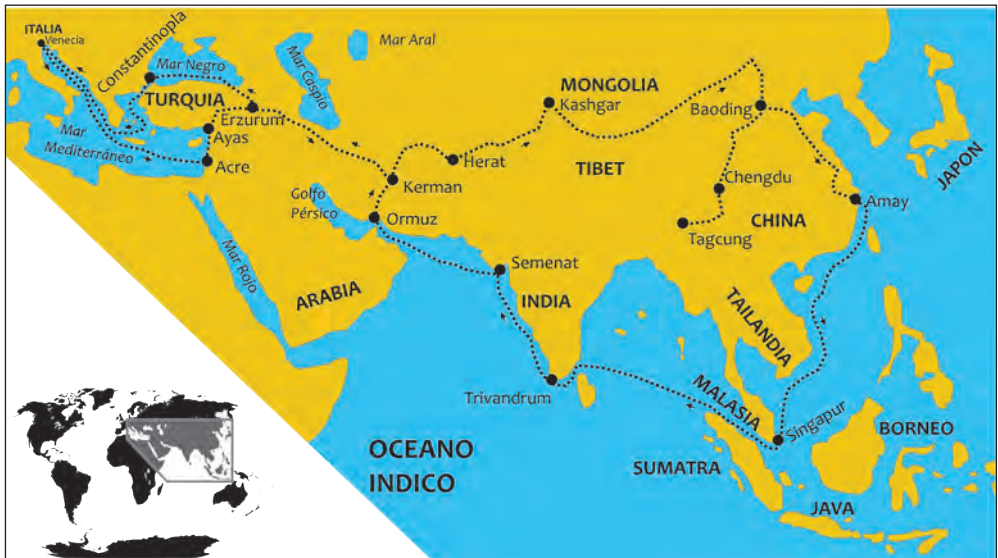 ITALIA
Venecia
Constantinopla
Mar Negro
TURQUIA
Erzurum
Ayas
Acre
Mar
Mediterráneo
Mar Caspio
Mar Aral
MONGOLIA
Kashgar
Baoding
Herat
TIBET
Kerman
Golfo
Pérsico
Ormuz
Chengdu
CHINA
Tagcung
Amay
JAPON
Mar Rojo
ARABIA
Semenat
INDIA
TAILANDIA
Trivandrum
MALASIA
Singapur
BORNEO
OCEANO
INDICO
SUMATRA
JAVA